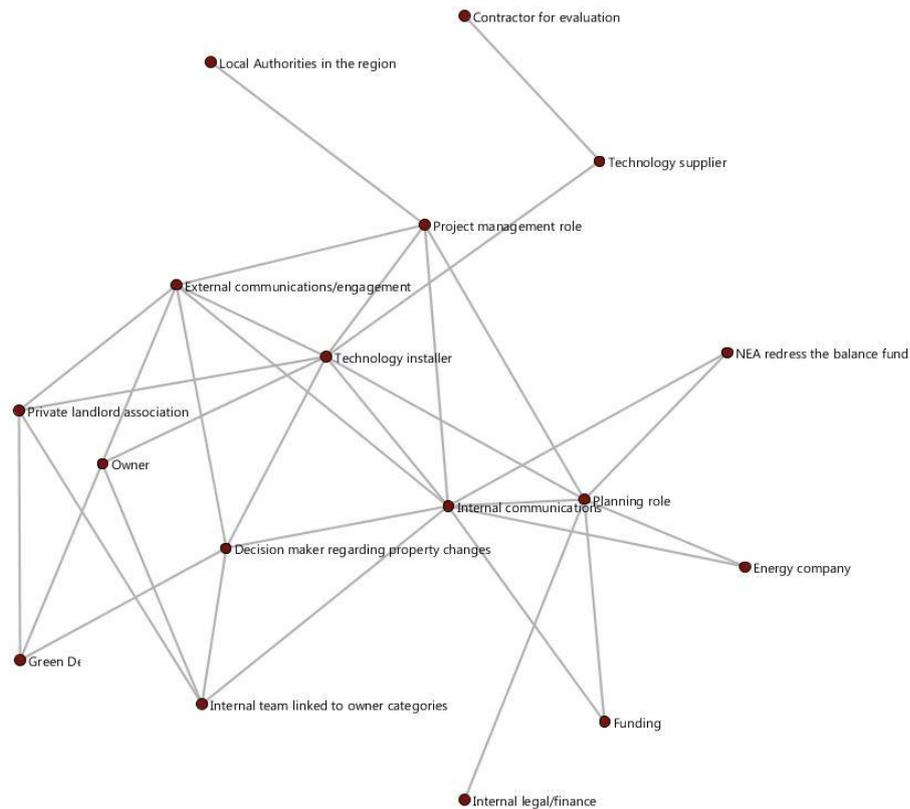 Contractor for evaluation
Local Authorities in the region
Technology supplier
Project management role
External communications/engagement
Technology installer
NEA redress the balance fund
Private landlord association
Owner
Planning role
Internal communications
Decision maker regarding property changes
Energy company
Green De
Internal team linked to owner categories
Funding
Internal legal/finance